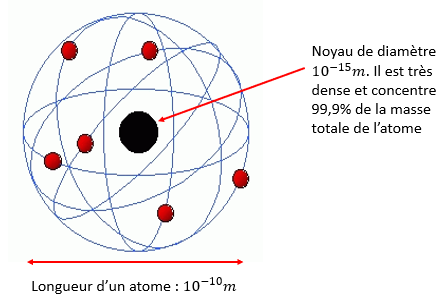 Noyau de diamètre
10⁻¹⁵m. Il est très
dense et concentre
99,9% de la masse
totale de l’atome
Longueur d’un atome : 10⁻¹⁰m